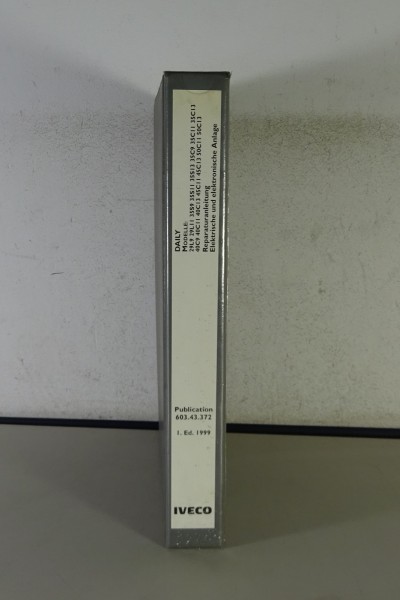 DAILY
MODELLE:
29L9 29L11 35S9 35S11 35S13 35C9 35C11 35C13
40C9 40C11 40C13 45C11 45C13 50C11 50C13
Reparaturanleitung
Elektrische und elektronische Anlage
Publication
603.43.372
1. Ed. 1999
IVECO